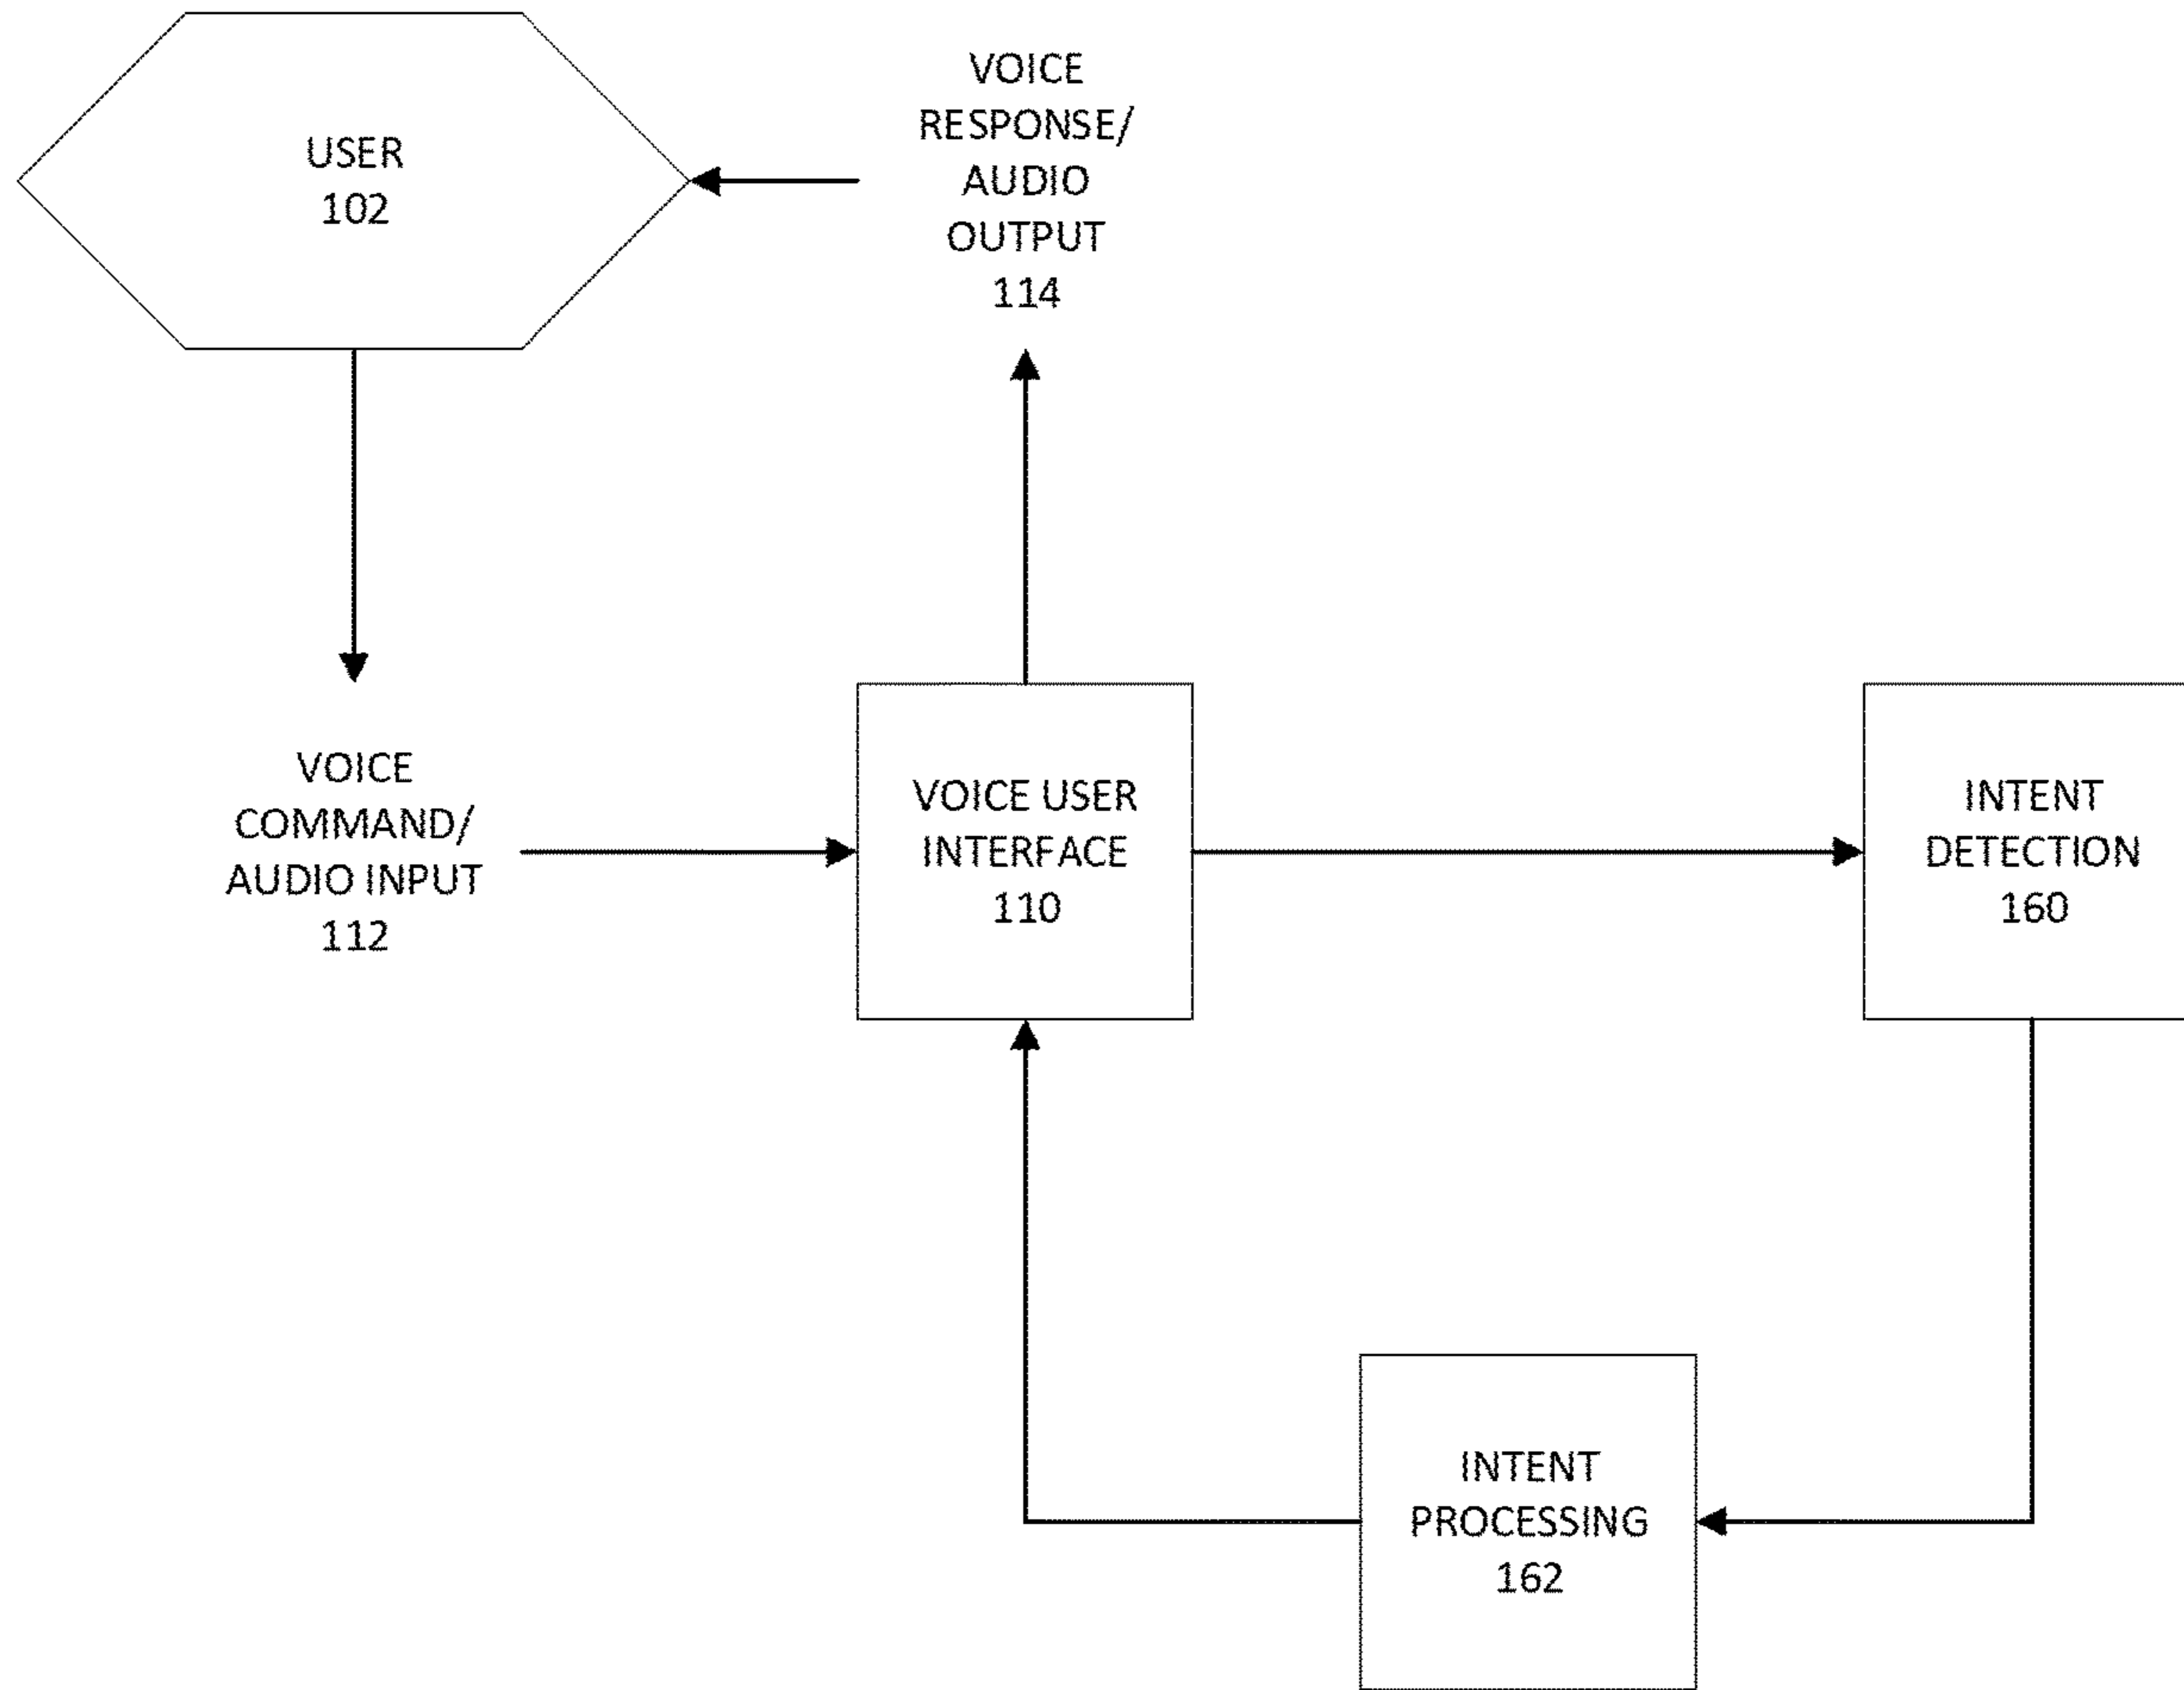 USER
102
VOICE
RESPONSE/
AUDIO
OUTPUT
114
VOICE
COMMAND/
AUDIO INPUT
112
VOICE USER
INTERFACE
110
INTENT
DETECTION
160
INTENT
PROCESSING
162